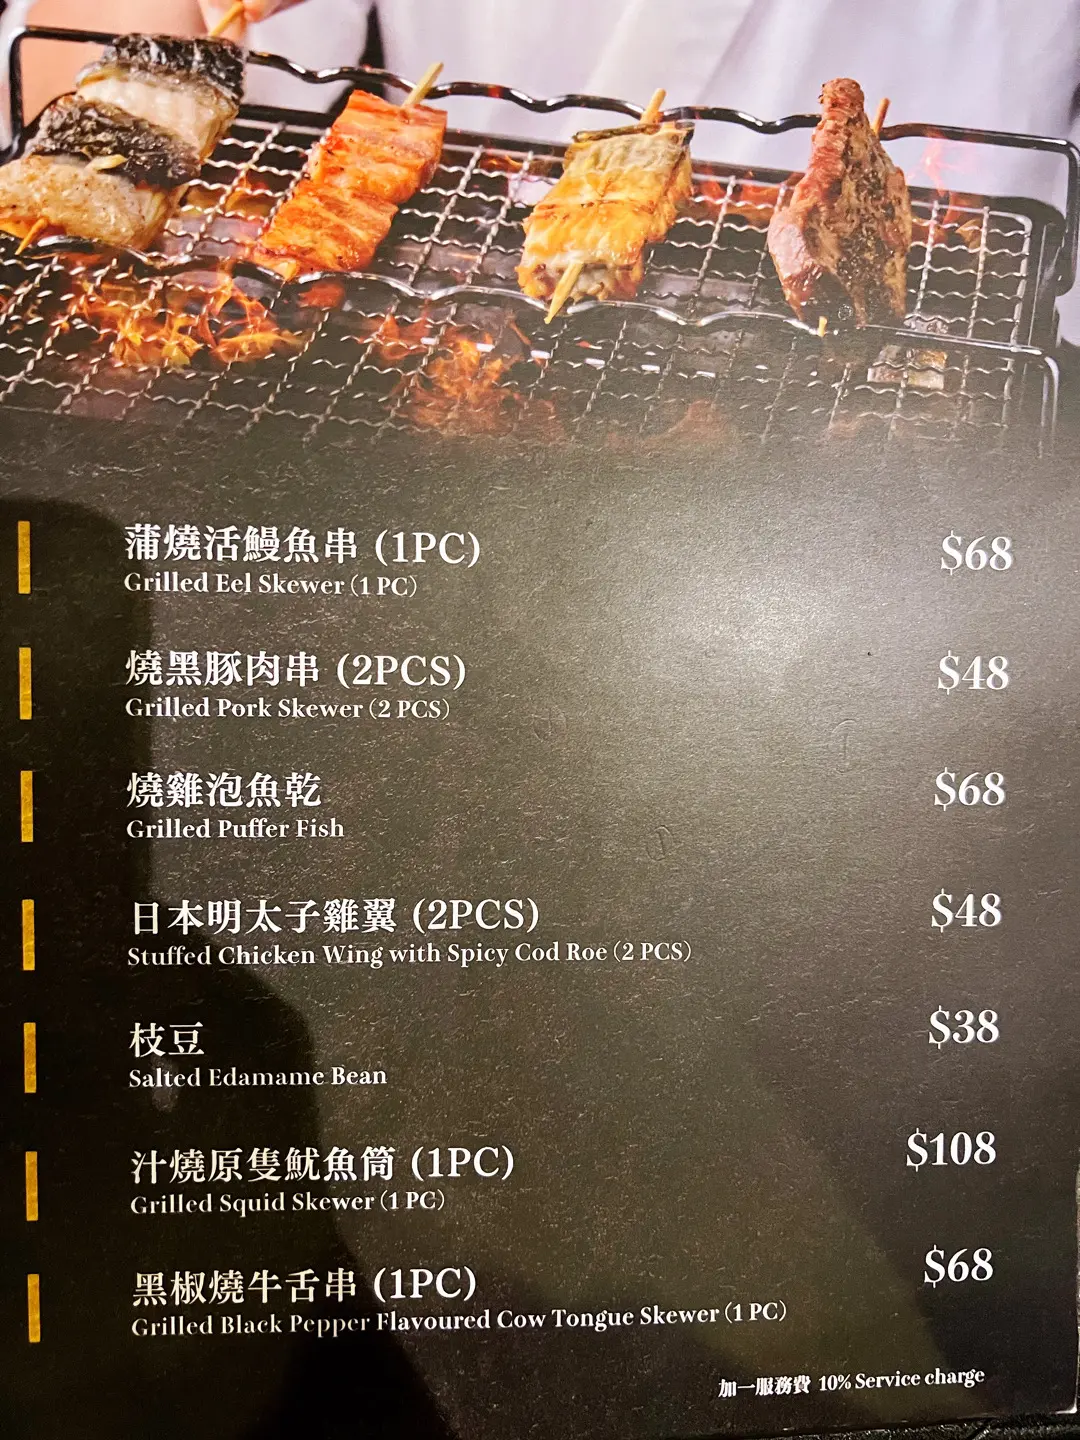 蒲燒活鰻魚串 (1PC) $68
Grilled Eel Skewer (1 PC)
燒黑豚肉串 (2PCS) $48
Grilled Pork Skewer (2 PCS)
燒雞泡魚乾 $68
Grilled Puffer Fish
日本明太子雞翼 (2PCS) $48
Stuffed Chicken Wing with Spicy Cod Roe (2 PCS)
枝豆 $38
Salted Edamame Bean
汁燒原隻魷魚筒 (1PC) $108
Grilled Squid Skewer (1 PC)
黑椒燒牛舌串 (1PC) $68
Grilled Black Pepper Flavoured Cow Tongue Skewer (1 PC)
加一服務費 10% Service charge